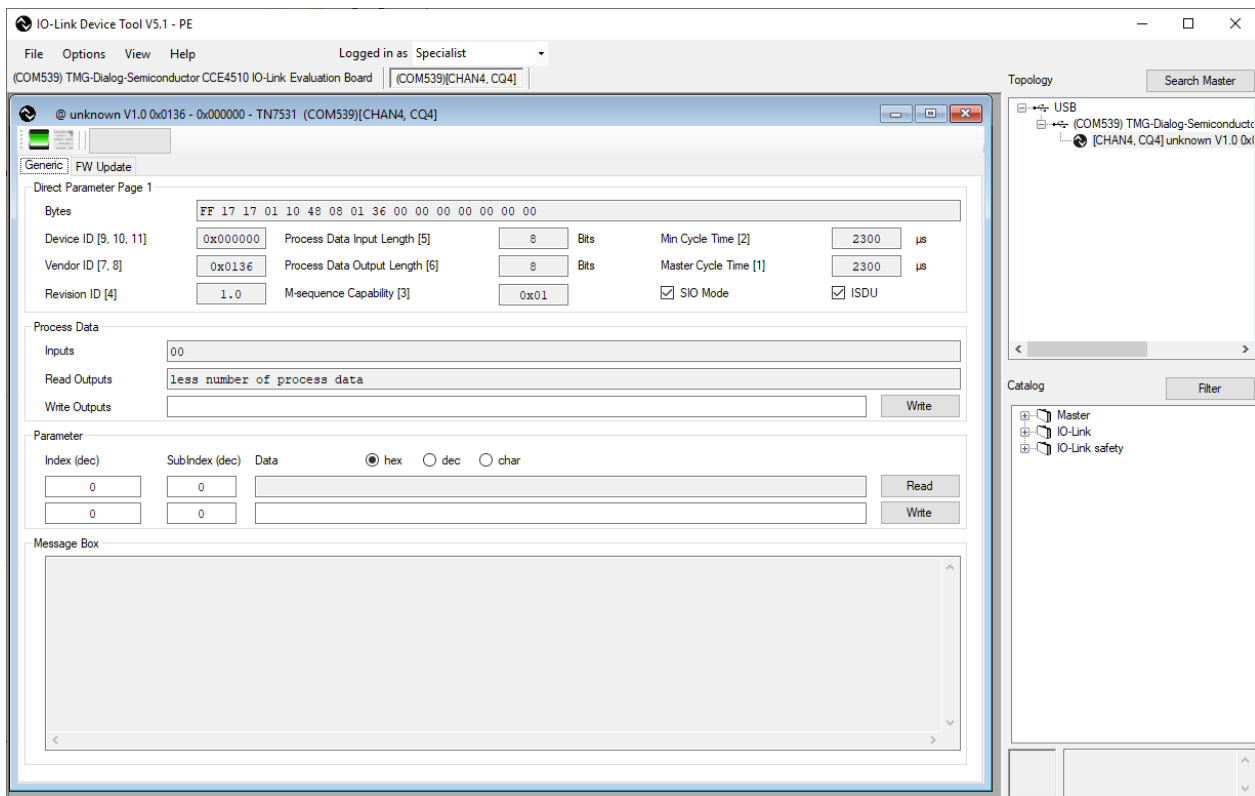 IO-Link Device Tool V5.1 - PE
File Options View Help Logged in as Specialist
(COM539) TMG-Dialog-Semiconductor CCE4510 IO-Link Evaluation Board (COM539)[CHAN4, CQ4]
@ unknown V1.0 0x0136 - 0x000000 - TN7531 (COM539)[CHAN4, CQ4]
Generic FW Update
Direct Parameter Page 1
Bytes FF 17 17 01 10 48 08 01 36 00 00 00 00 00 00 00
Device ID [9, 10, 11] 0x000000 Process Data Input Length [5] 8 Bits Min Cycle Time [2] 2300 µs
Vendor ID [7, 8] 0x0136 Process Data Output Length [6] 8 Bits Master Cycle Time [1] 2300 µs
Revision ID [4] 1.0 M-sequence Capability [3] 0x01 SIO Mode ISDU
Process Data
Inputs 00
Read Outputs less number of process data
Write Outputs Write
Parameter
Index (dec) SubIndex (dec) Data hex dec char
0 0 Read
0 0 Write
Message Box
Topology Search Master
USB
(COM539) TMG-Dialog-Semiconducto
[CHAN4, CQ4] unknown V1.0 0x0
Catalog Filter
Master
IO-Link
IO-Link safety